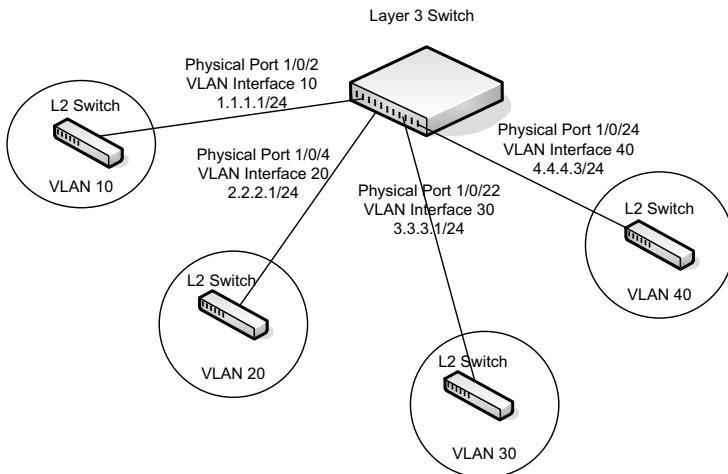 Layer 3 Switch
Physical Port 1/0/2
VLAN Interface 10
1.1.1.1/24
L2 Switch
VLAN 10
Physical Port 1/0/4
VLAN Interface 20
2.2.2.1/24
L2 Switch
VLAN 20
Physical Port 1/0/22
VLAN Interface 30
3.3.3.1/24
L2 Switch
VLAN 30
Physical Port 1/0/24
VLAN Interface 40
4.4.4.3/24
L2 Switch
VLAN 40